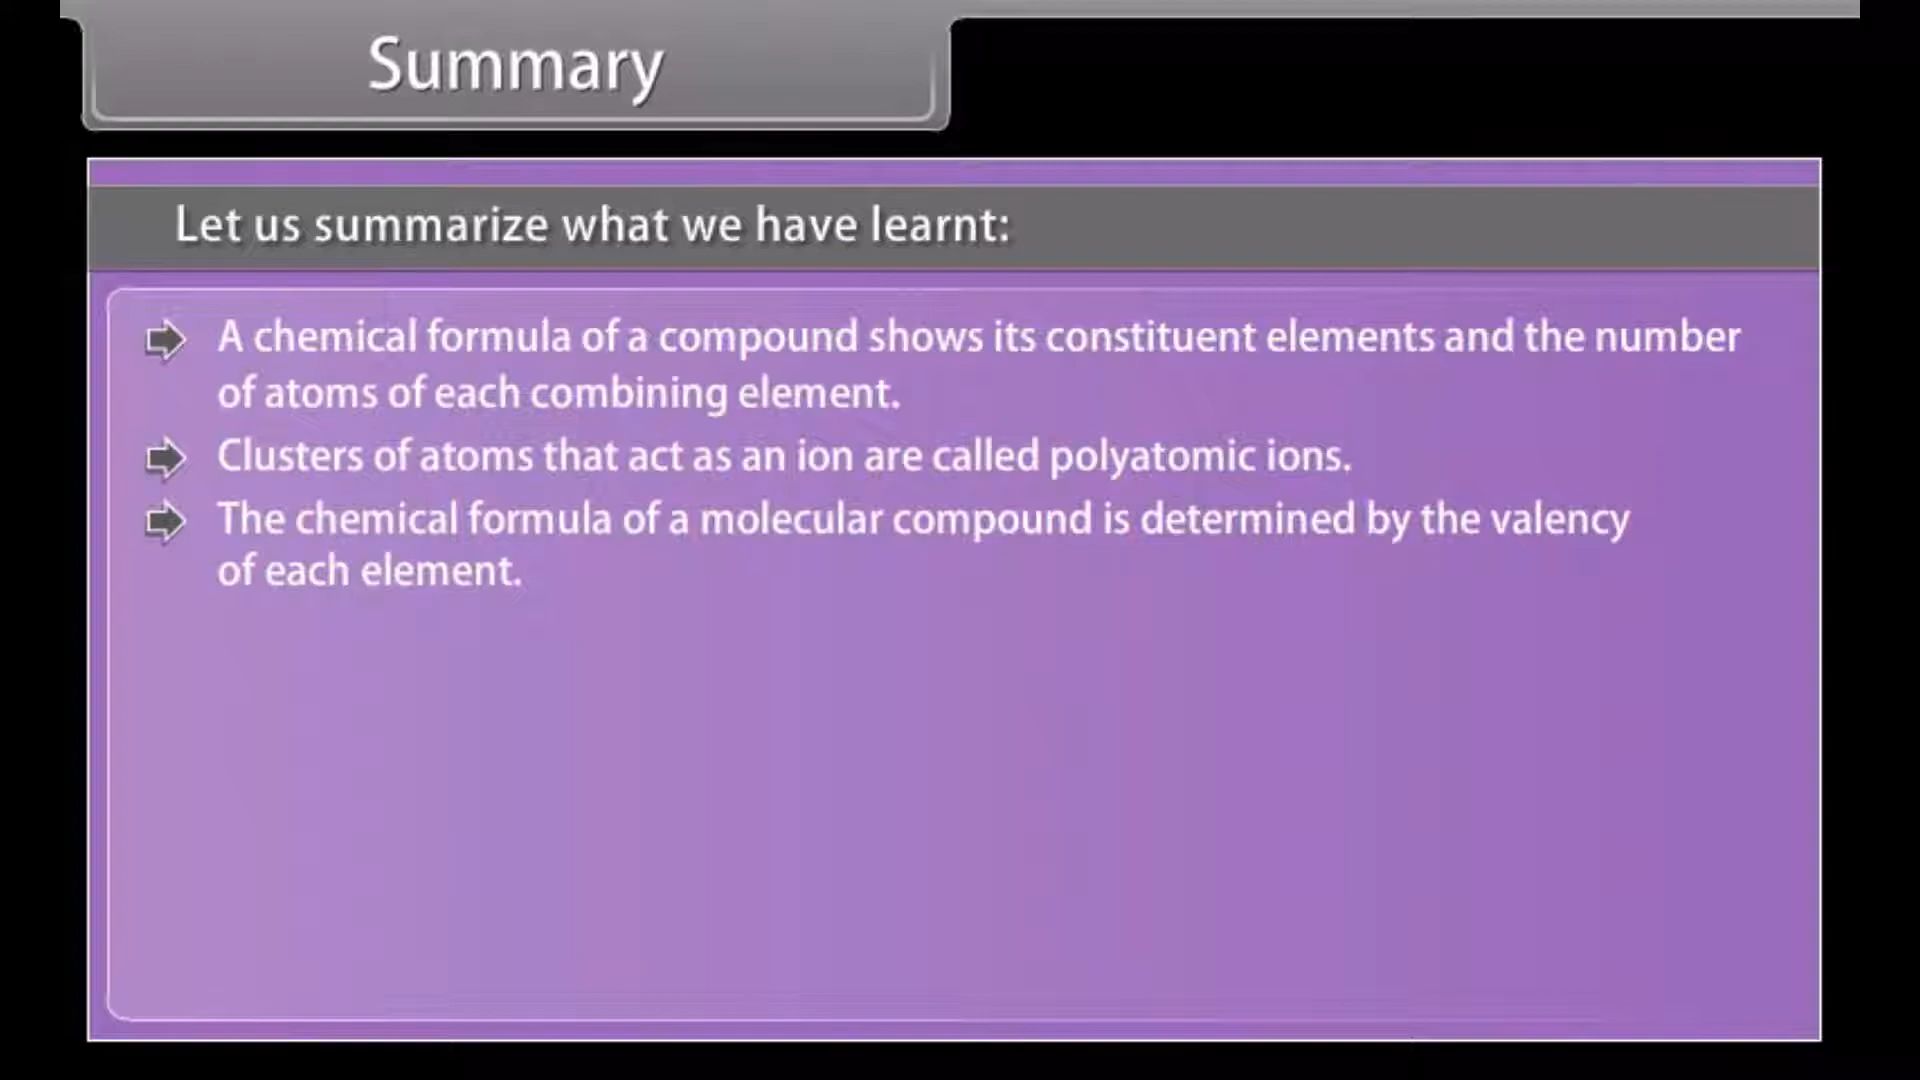 Summary
Let us summarize what we have learnt:
A chemical formula of a compound shows its constituent elements and the number
of atoms of each combining element.
Clusters of atoms that act as an ion are called polyatomic ions.
The chemical formula of a molecular compound is determined by the valency
of each element.